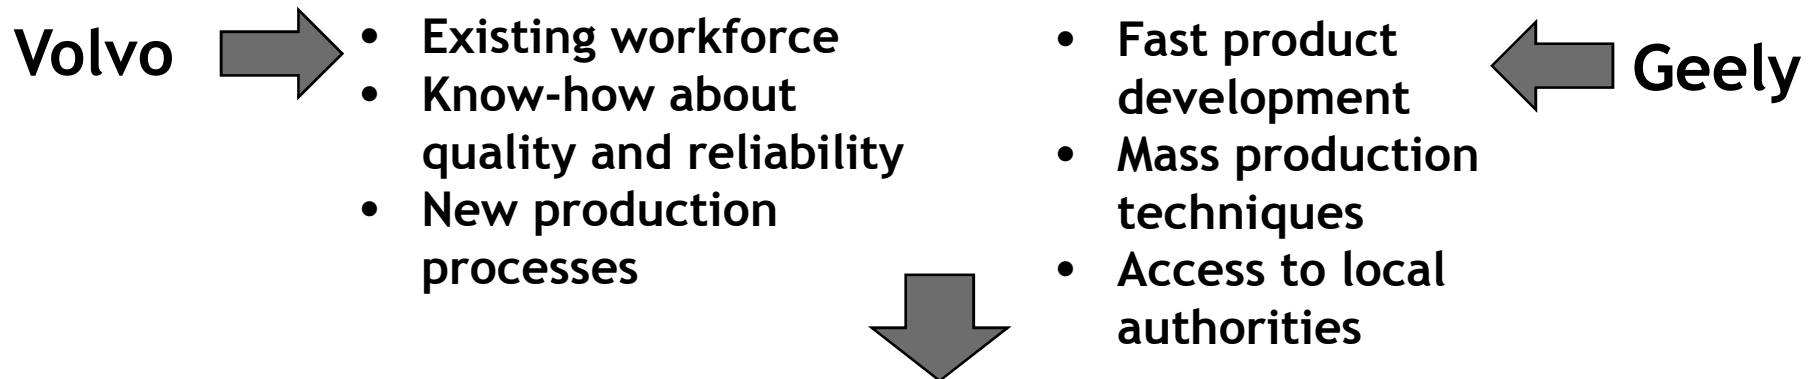 Volvo
• Existing workforce
• Know-how about
quality and reliability
• New production
processes
• Fast product
development
• Mass production
techniques
• Access to local
authorities
Geely